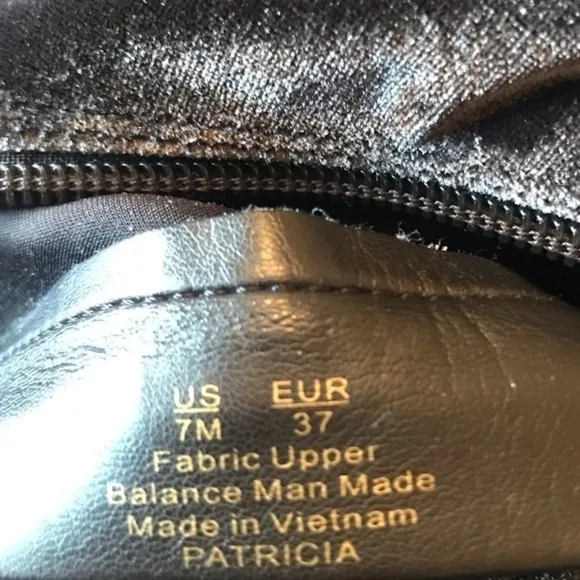 US EUR
7M 37
Fabric Upper
Balance Man Made
Made in Vietnam
PATRICIA